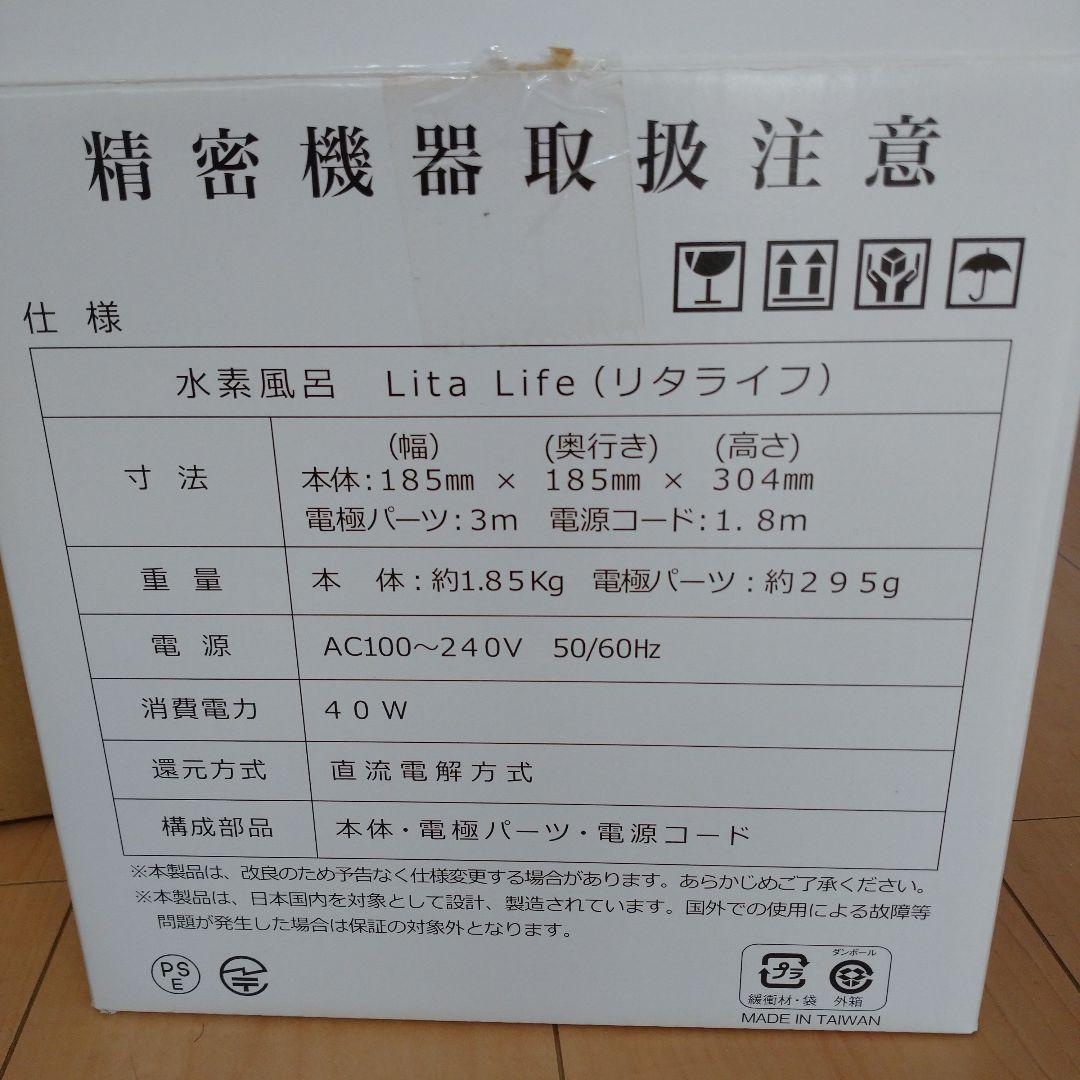 精密機器取扱注意
仕 様
水素風呂 Lita Life(リタライフ)
(幅) (奥行き) (高さ)
寸 法 本体:185㎜ × 185㎜ × 304㎜
電極パーツ:3m 電源コード:1.8m
重 量 本 体:約1.85Kg 電極パーツ:約295g
電 源 AC100～240V 50/60Hz
消費電力 40W
還元方式 直流電解方式
構成部品 本体・電極パーツ・電源コード
※本製品は、改良のため予告なく仕様変更する場合があります。あらかじめご了承ください。
※本製品は、日本国内を対象として設計、製造されています。国外での使用による故障等
問題が発生した場合は保証の対象外となります。
PS
E
プラ
ダンボール
緩衝材・袋 外箱
MADE IN TAIWAN